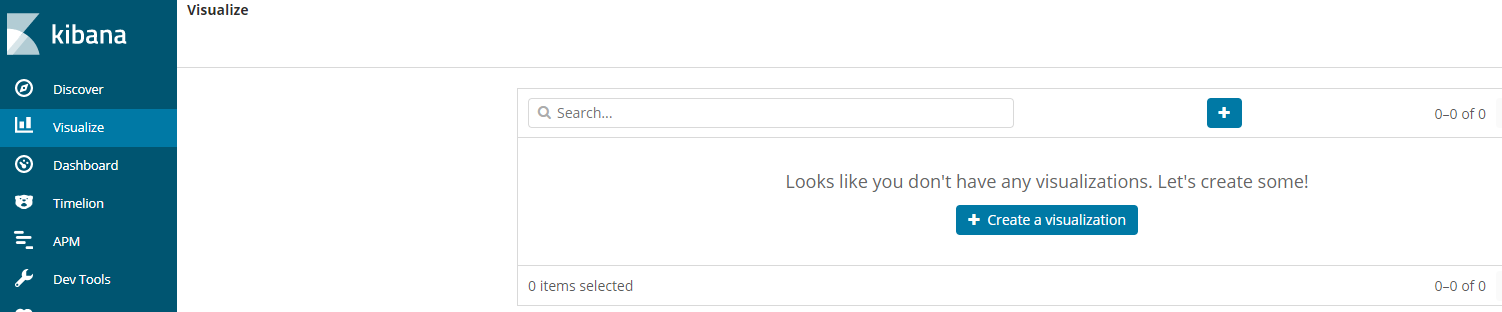 Visualize
kibana
Discover
Visualize
Dashboard
Timelion
APM
Dev Tools
Search...
0–0 of 0
Looks like you don't have any visualizations. Let's create some!
Create a visualization
0 items selected
0–0 of 0